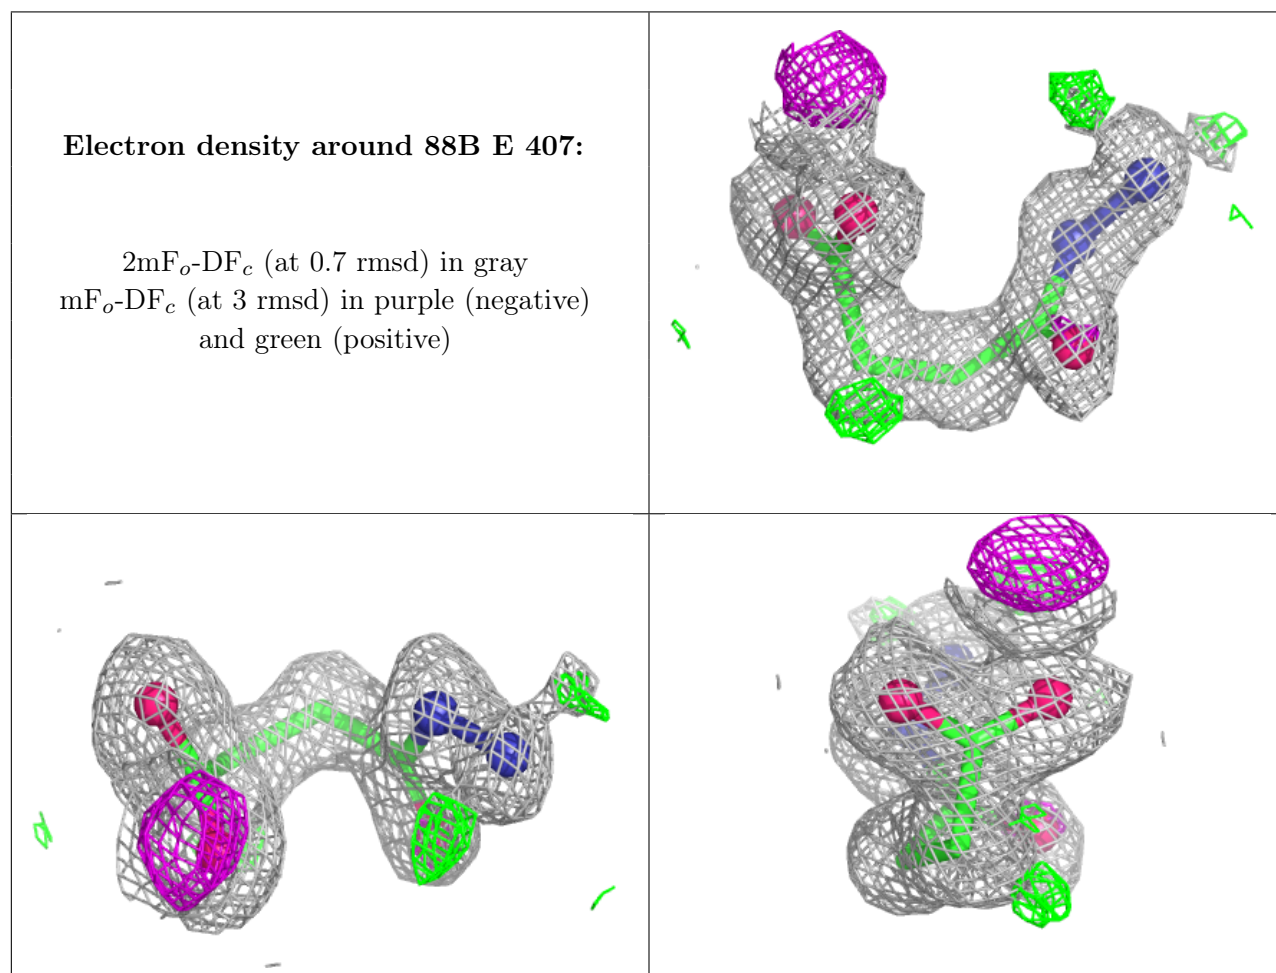 Electron density around 88B E 407:
2mFo-DFc (at 0.7 rmsd) in gray
mFo-DFc (at 3 rmsd) in purple (negative)
and green (positive)